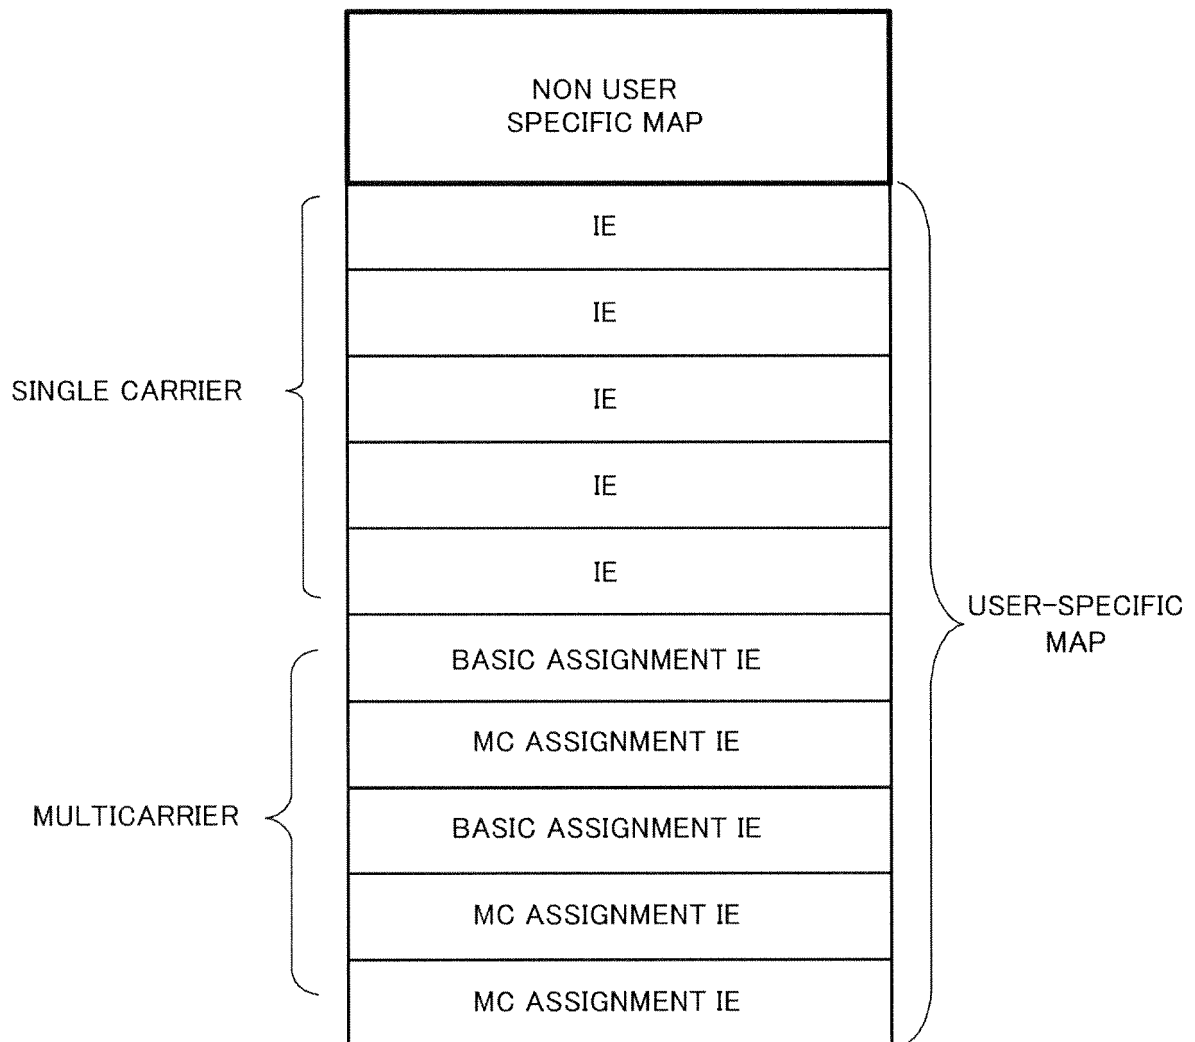 NON USER
SPECIFIC MAP
IE
IE
SINGLE CARRIER
IE
IE
IE
USER-SPECIFIC
MAP
BASIC ASSIGNMENT IE
MC ASSIGNMENT IE
MULTICARRIER
BASIC ASSIGNMENT IE
MC ASSIGNMENT IE
MC ASSIGNMENT IE